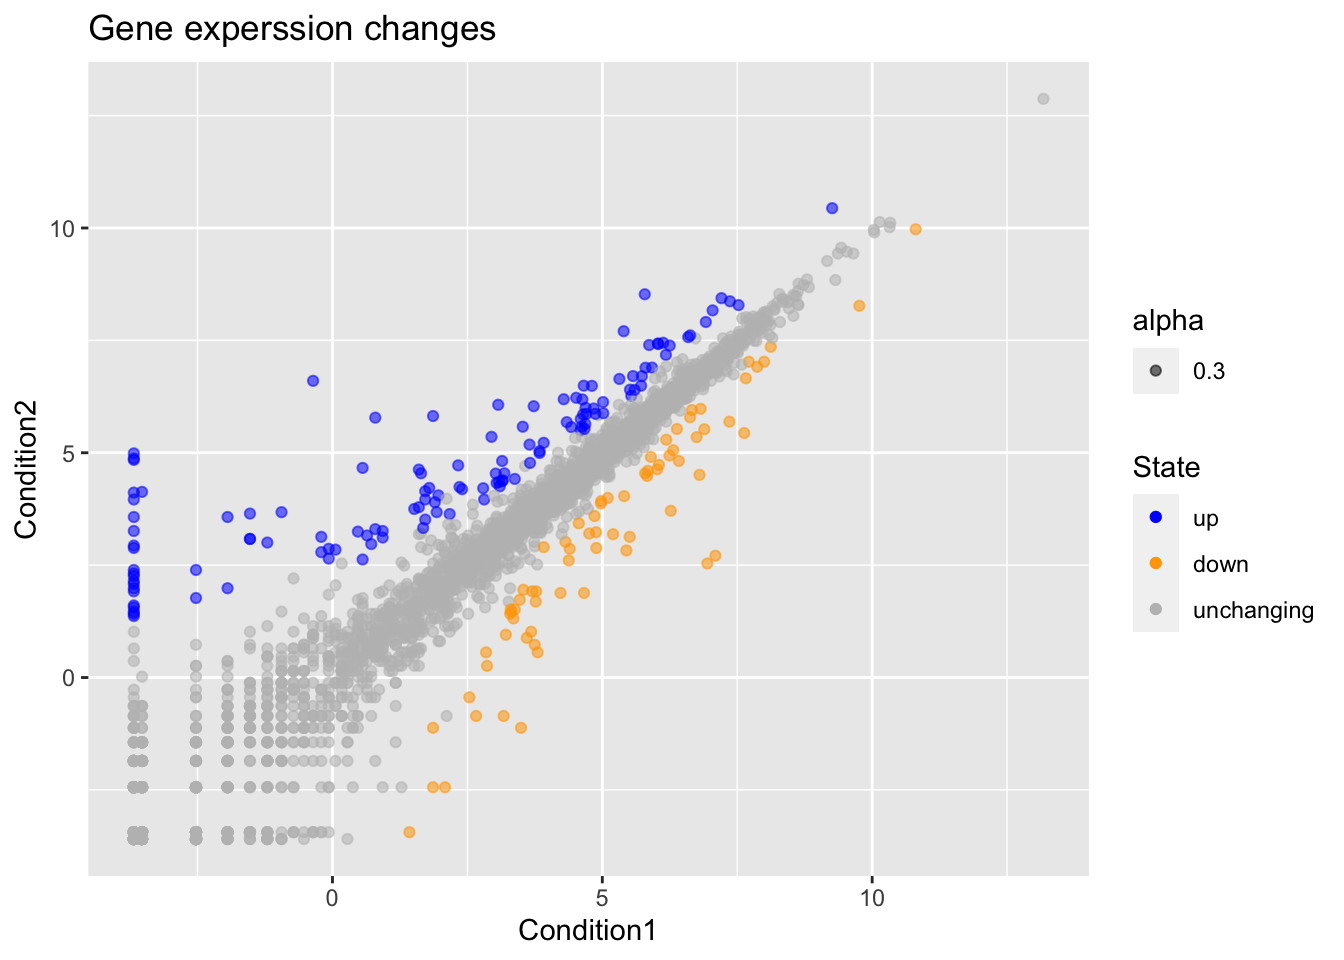 Gene experssion changes
10
5
0
Condition2
0 5 10
Condition1
alpha
0.3
State
up
down
unchanging